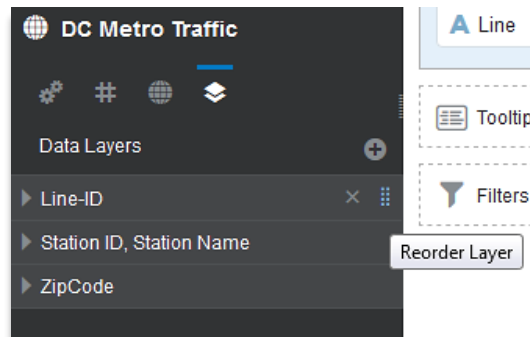 DC Metro Traffic
Data Layers
Line-ID
Station ID, Station Name
ZipCode
A Line
Tooltip
Filters
Reorder Layer